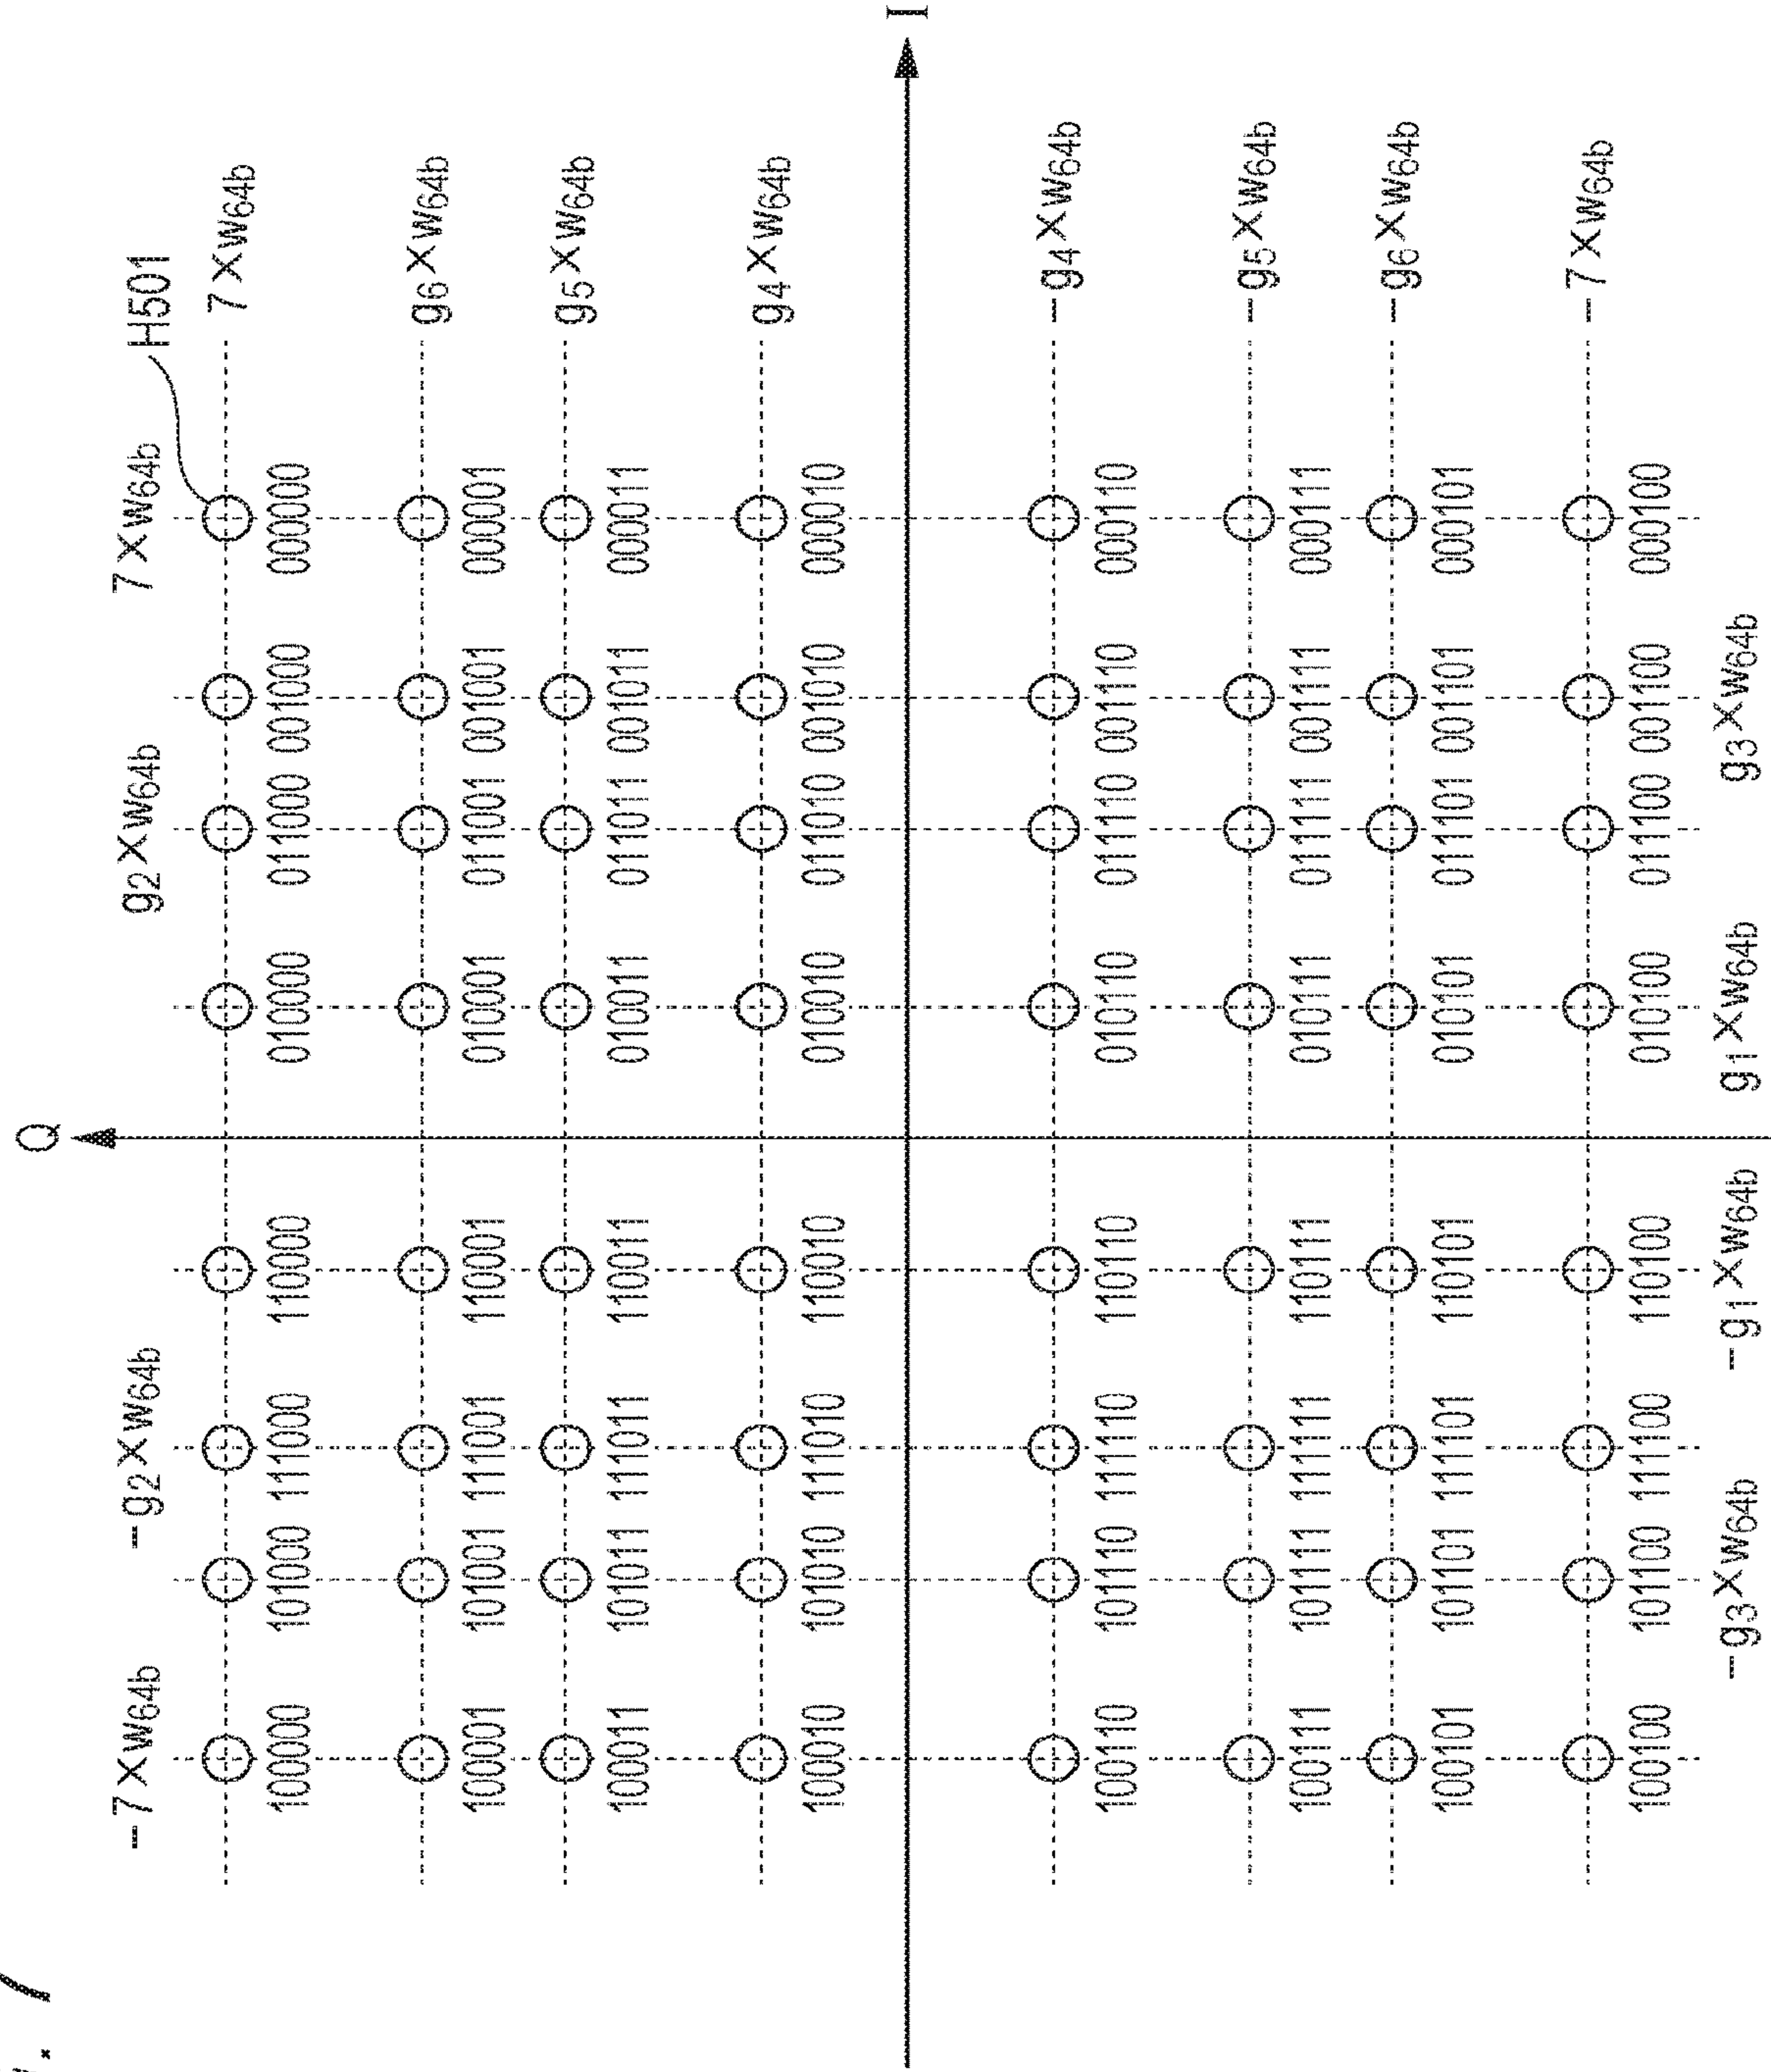 . 7
Q
−7×w64b −g2×w64b g2×w64b 7×w64b
H501
7×w64b
100000 101000 111000 110000 010000 011000 001000 000000
g6×w64b
100001 101001 111001 110001 010001 011001 001001 000001
g5×w64b
100011 101011 111011 110011 010011 011011 001011 000011
g4×w64b
100010 101010 111010 110010 010010 011010 001010 000010
I
−g4×w64b
100110 101110 111110 110110 010110 011110 001110 000110
−g5×w64b
100111 101111 111111 110111 010111 011111 001111 000111
−g6×w64b
100101 101101 111101 110101 010101 011101 001101 000101
−7×w64b
100100 101100 111100 110100 010100 011100 001100 000100
−g3×w64b −g1×w64b g1×w64b g3×w64b